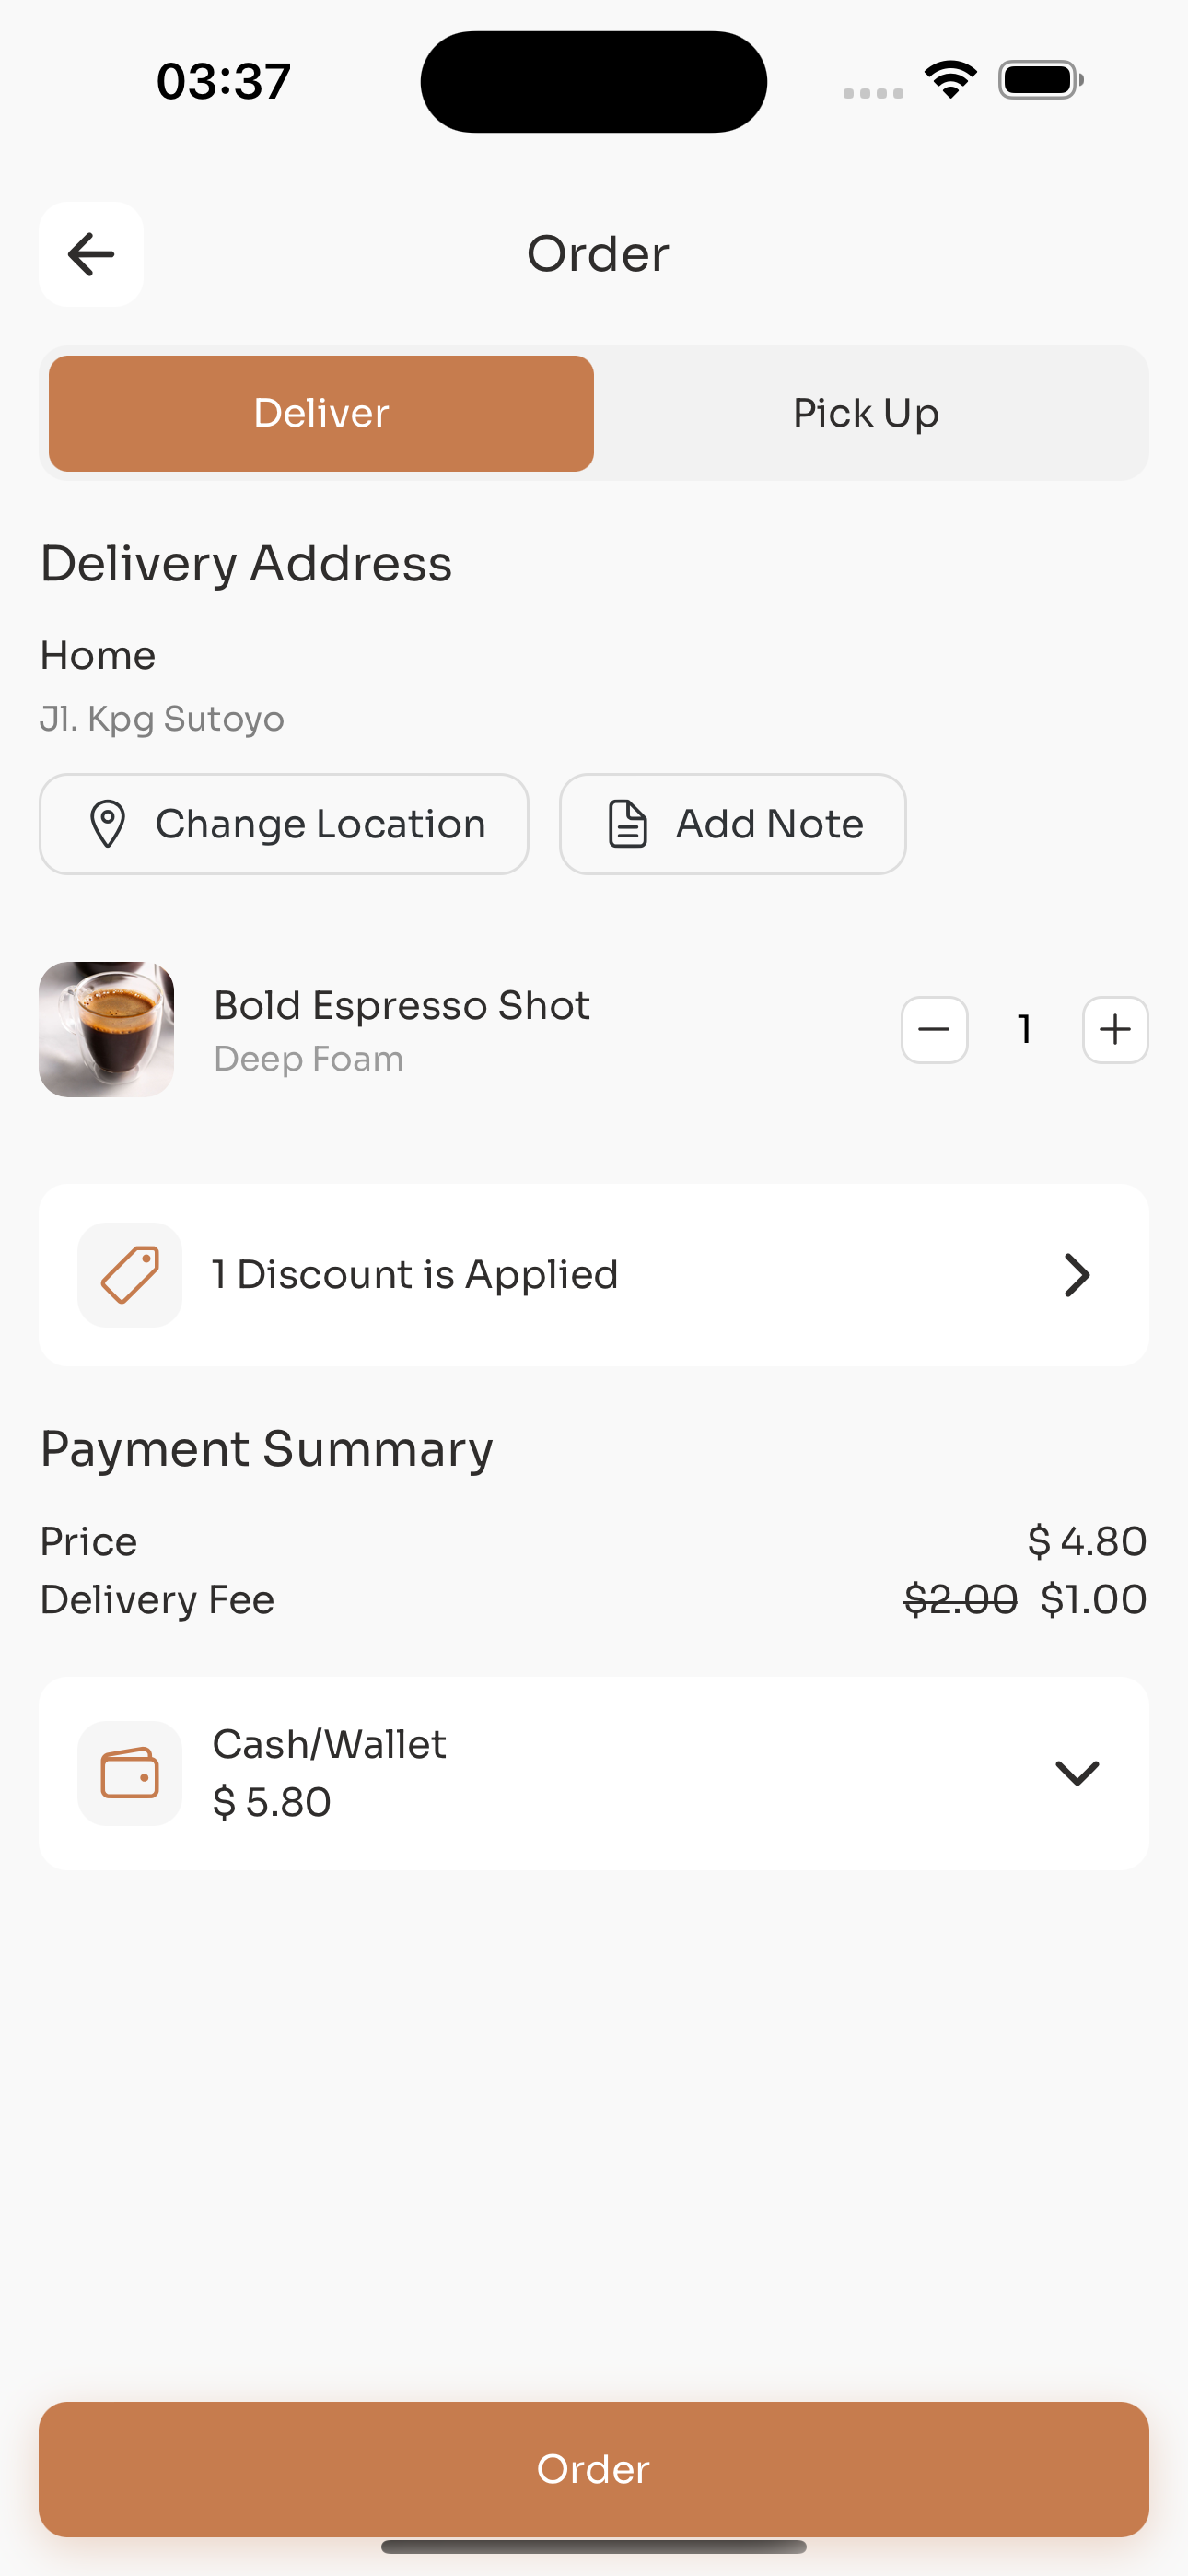 03:37
Order
Deliver
Pick Up
Delivery Address
Home
Jl. Kpg Sutoyo
Change Location
Add Note
Bold Espresso Shot
Deep Foam
1
1 Discount is Applied
Payment Summary
Price $ 4.80
Delivery Fee $2.00 $1.00
Cash/Wallet
$ 5.80
Order